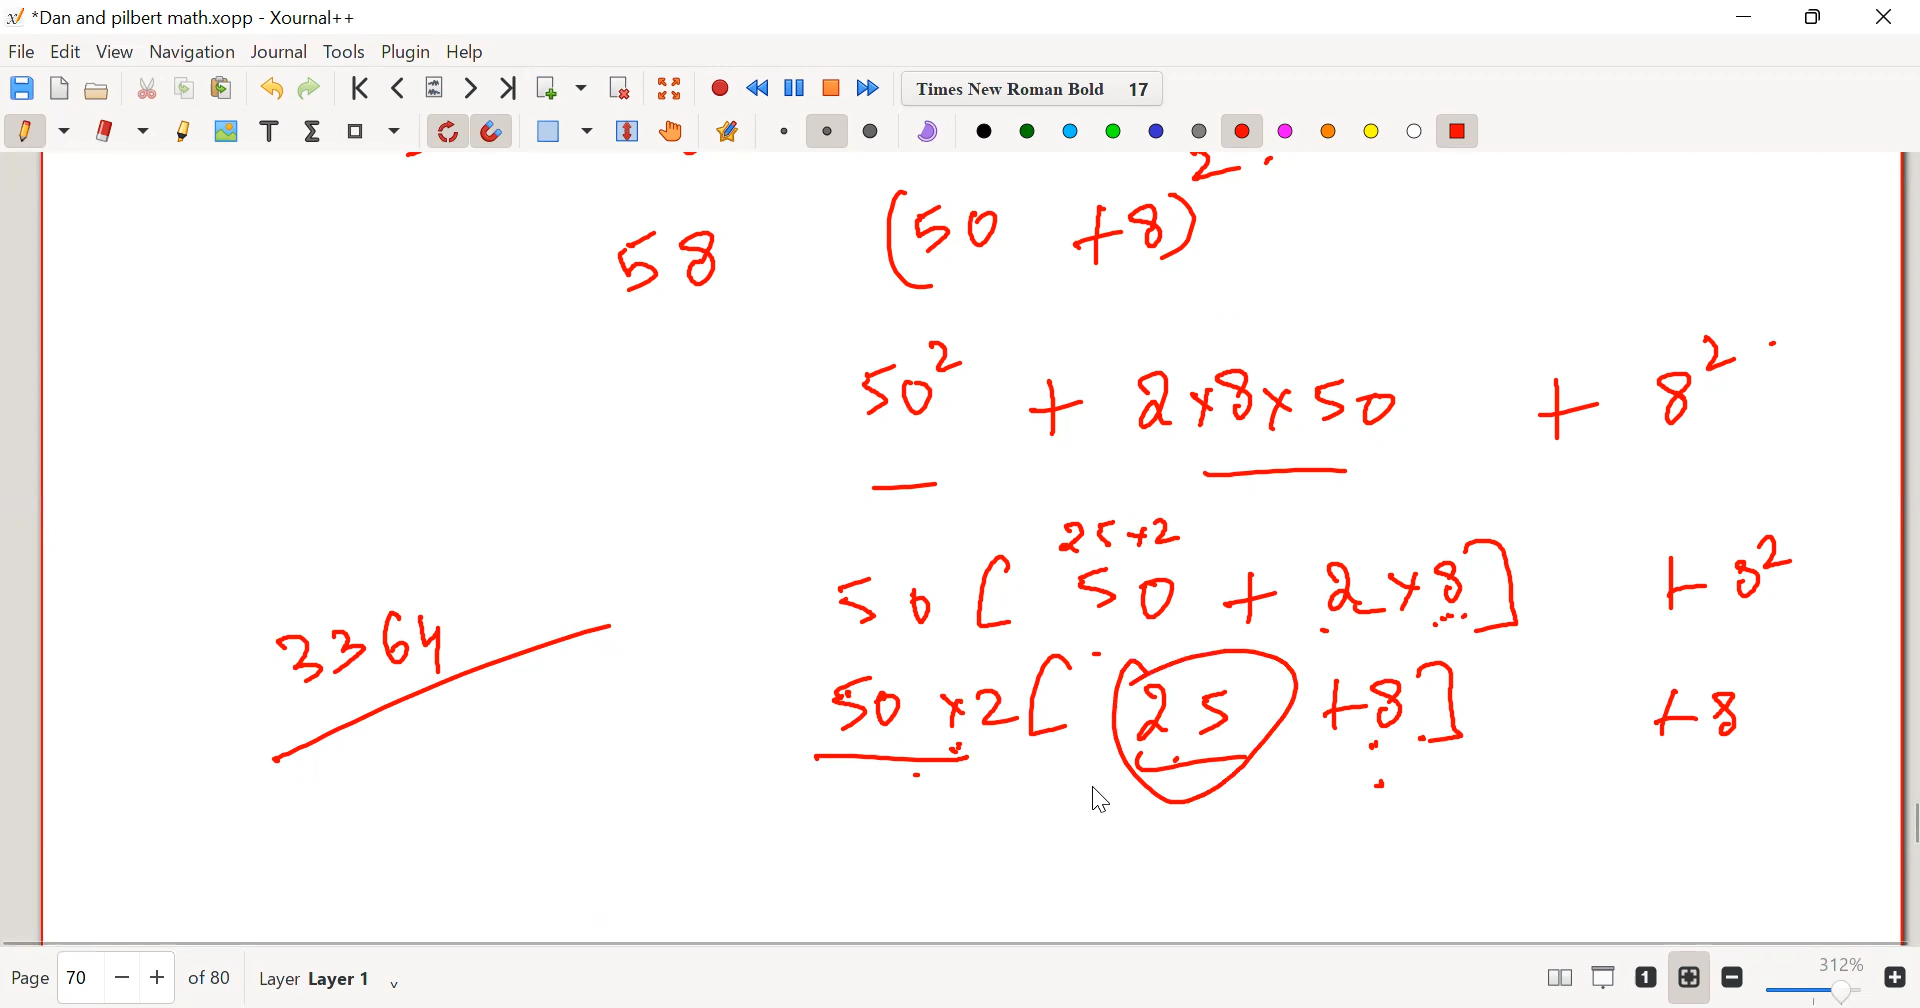 *Dan and pilbert math.xopp - Xournal++
File Edit View Navigation Journal Tools Plugin Help
Times New Roman Bold 17
2
58 (50 +8)
50² + 2×8×50 + 8²
25×2
50[50 + 2×8] + 8²
3364
50×2[25 +8] +8
Page 70 of 80 Layer Layer 1 312%